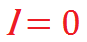 l = 0